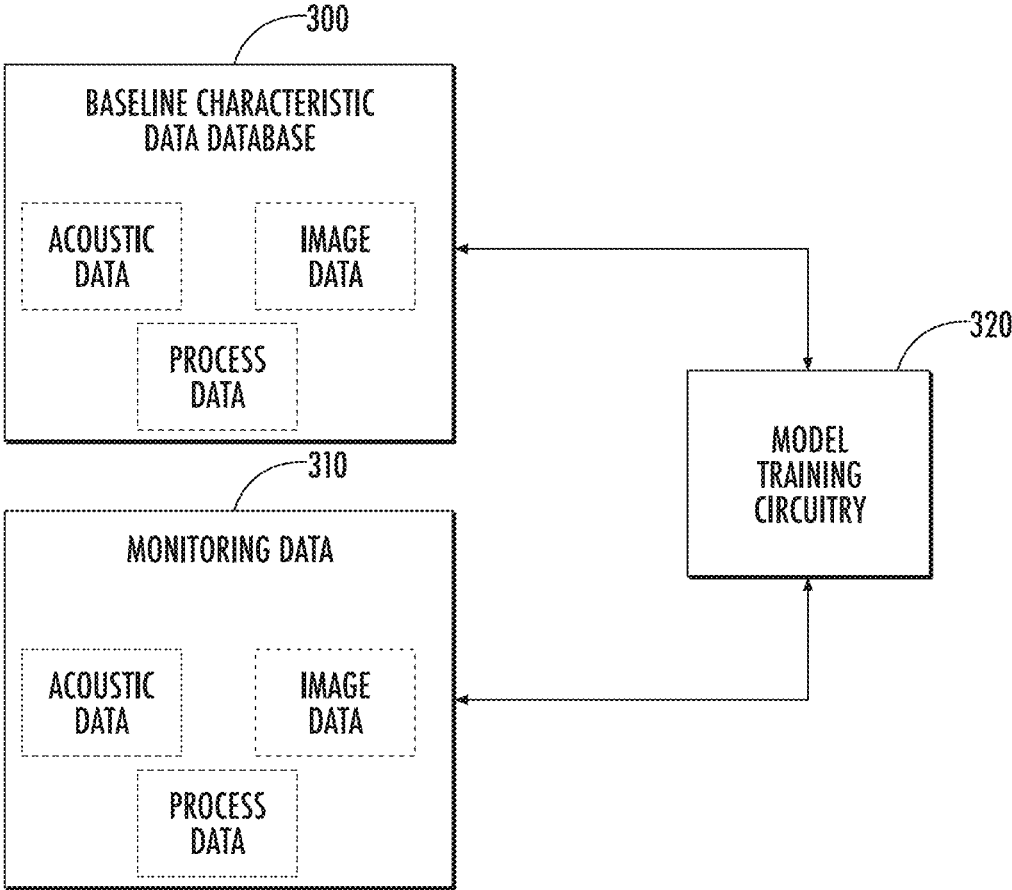 300
BASELINE CHARACTERISTIC
DATA DATABASE
ACOUSTIC
DATA
IMAGE
DATA
PROCESS
DATA
310
MONITORING DATA
ACOUSTIC
DATA
IMAGE
DATA
PROCESS
DATA
320
MODEL
TRAINING
CIRCUITRY